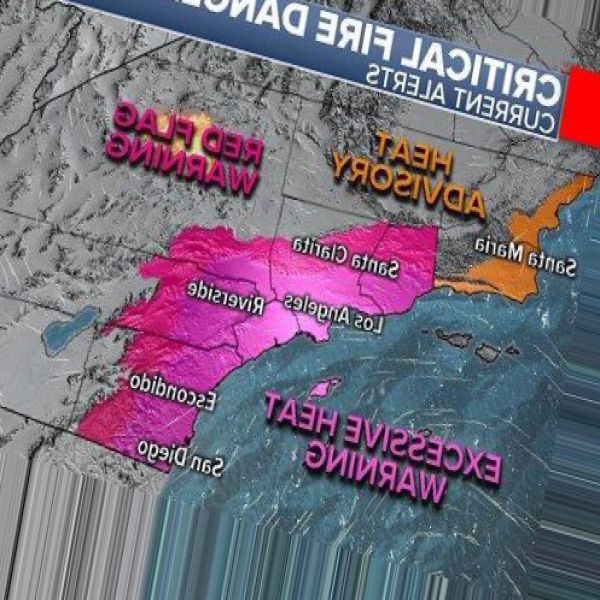 CRITICAL FIRE DANGE
CURRENT ALERTS
RED FLAG
WARNING
HEAT
ADVISORY
Santa Maria
Santa Clarita
Riverside
Los Angeles
Escondido
San Diego
EXCESSIVE HEAT
WARNING